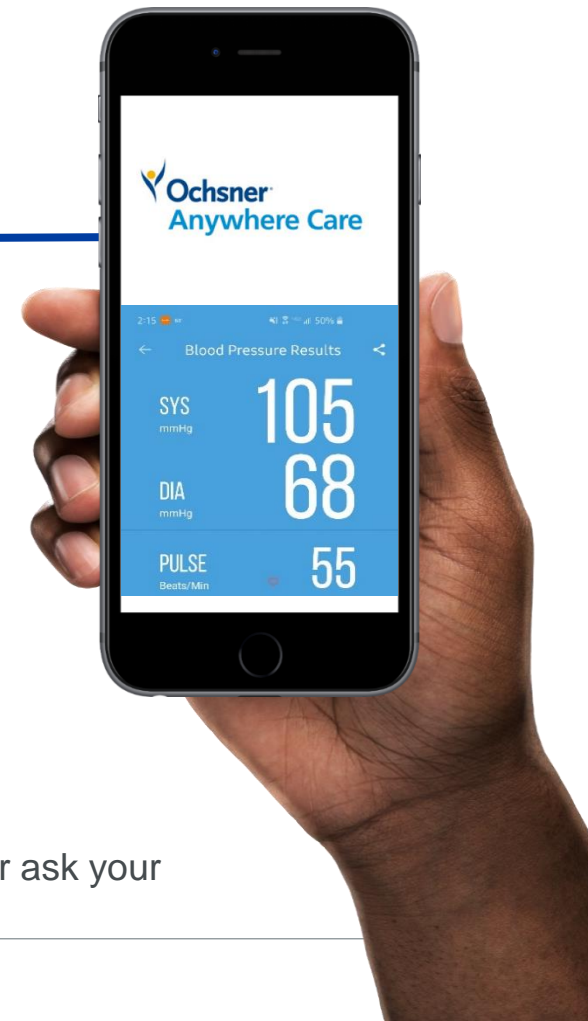 Ochsner
Anywhere Care
2:15
50%
Blood Pressure Results
SYS
mmHg
105
DIA
mmHg
68
PULSE
Beats/Min
55
r ask your